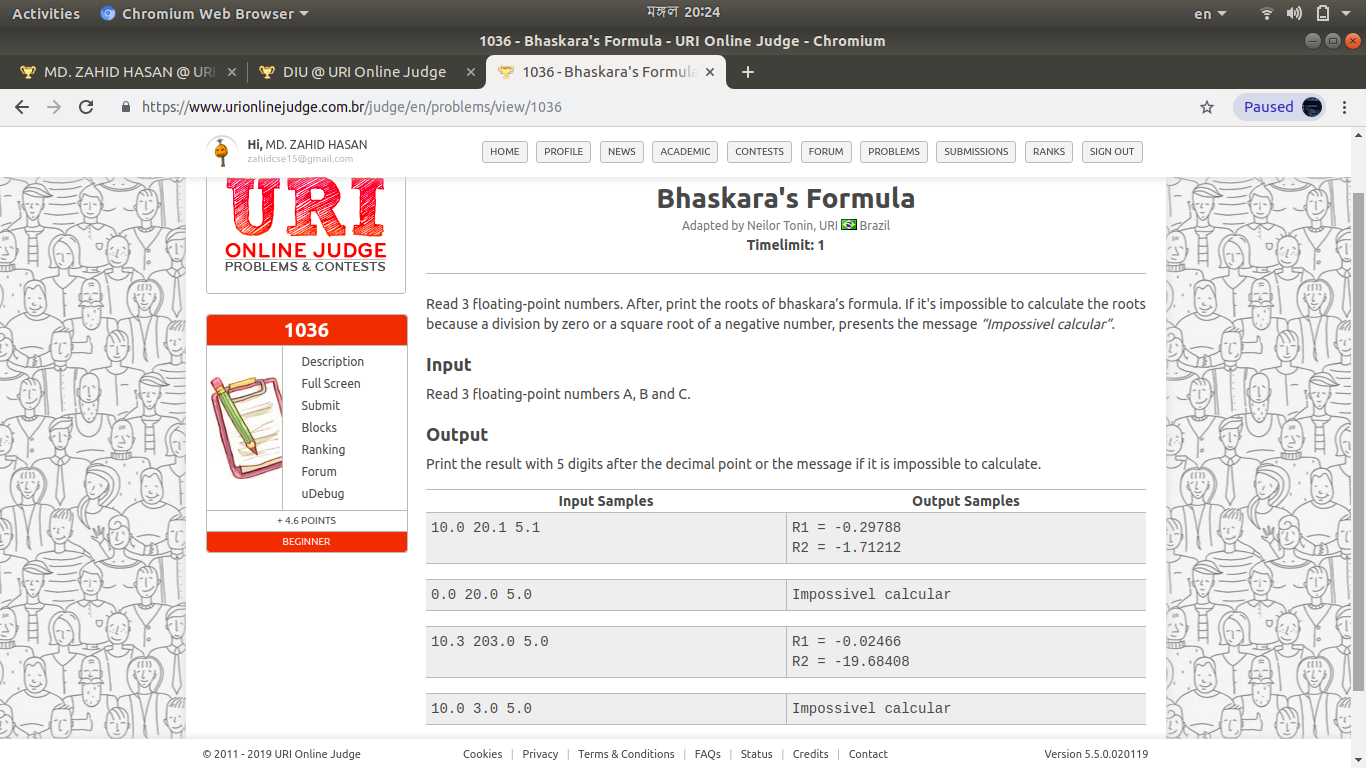 Activities Chromium Web Browser মঙ্গল 20:24 en
1036 - Bhaskara's Formula - URI Online Judge - Chromium
MD. ZAHID HASAN @ URI DIU @ URI Online Judge 1036 - Bhaskara's Formula
https://www.urionlinejudge.com.br/judge/en/problems/view/1036 Paused
Hi, MD. ZAHID HASAN
zahidcse15@gmail.com
HOME PROFILE NEWS ACADEMIC CONTESTS FORUM PROBLEMS SUBMISSIONS RANKS SIGN OUT
URI
ONLINE JUDGE
PROBLEMS & CONTESTS
1036
Description
Full Screen
Submit
Blocks
Ranking
Forum
uDebug
+ 4.6 POINTS
BEGINNER
Bhaskara's Formula
Adapted by Neilor Tonin, URI Brazil
Timelimit: 1
Read 3 floating-point numbers. After, print the roots of bhaskara’s formula. If it's impossible to calculate the roots
because a division by zero or a square root of a negative number, presents the message “Impossivel calcular”.
Input
Read 3 floating-point numbers A, B and C.
Output
Print the result with 5 digits after the decimal point or the message if it is impossible to calculate.
Input Samples Output Samples
10.0 20.1 5.1 R1 = -0.29788
R2 = -1.71212
0.0 20.0 5.0 Impossivel calcular
10.3 203.0 5.0 R1 = -0.02466
R2 = -19.68408
10.0 3.0 5.0 Impossivel calcular
© 2011 - 2019 URI Online Judge Cookies | Privacy | Terms & Conditions | FAQs | Status | Credits | Contact Version 5.5.0.020119